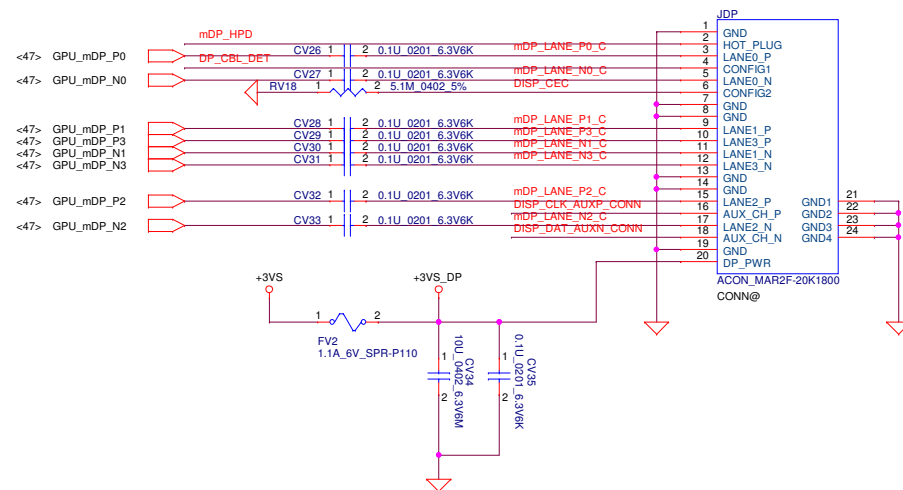 JDP
1 GND
mDP_HPD 2 HOT_PLUG
<47> GPU_mDP_P0 CV26 1 2 0.1U_0201_6.3V6K mDP_LANE_P0_C 3 LANE0_P
DP_CBL_DET 4 CONFIG1
<47> GPU_mDP_N0 CV27 1 2 0.1U_0201_6.3V6K mDP_LANE_N0_C 5 LANE0_N
RV18 1 2 5.1M_0402_5% DISP_CEC 6 CONFIG2
7 GND
8 GND
<47> GPU_mDP_P1 CV28 1 2 0.1U_0201_6.3V6K mDP_LANE_P1_C 9 LANE1_P
<47> GPU_mDP_P3 CV29 1 2 0.1U_0201_6.3V6K mDP_LANE_P3_C 10 LANE3_P
<47> GPU_mDP_N1 CV30 1 2 0.1U_0201_6.3V6K mDP_LANE_N1_C 11 LANE1_N
<47> GPU_mDP_N3 CV31 1 2 0.1U_0201_6.3V6K mDP_LANE_N3_C 12 LANE3_N
13 GND
14 GND
<47> GPU_mDP_P2 CV32 1 2 0.1U_0201_6.3V6K mDP_LANE_P2_C 15 LANE2_P GND1 21
DISP_CLK_AUXP_CONN 16 AUX_CH_P GND2 22
<47> GPU_mDP_N2 CV33 1 2 0.1U_0201_6.3V6K mDP_LANE_N2_C 17 LANE2_N GND3 23
DISP_DAT_AUXN_CONN 18 AUX_CH_N GND4 24
19 GND
20 DP_PWR
ACON_MAR2F-20K1800
CONN@
+3VS +3VS_DP
1 2
FV2
1.1A_6V_SPR-P110
1 2 CV34
10U_0402_6.3V6M
1 2 CV35
0.1U_0201_6.3V6K